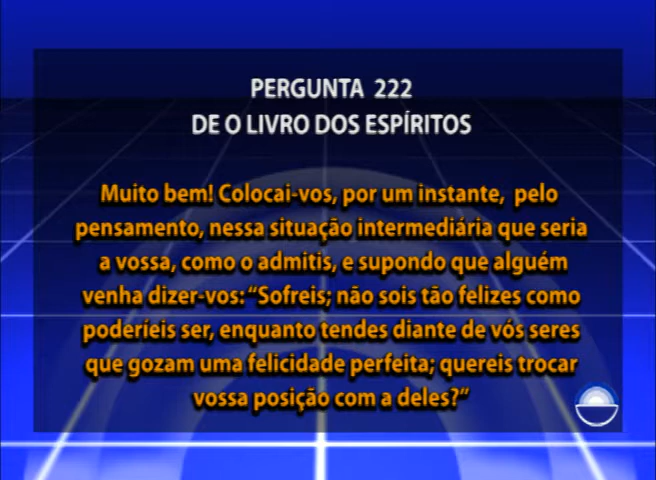 PERGUNTA 222
DE O LIVRO DOS ESPÍRITOS
Muito bem! Colocai-vos, por um instante, pelo
pensamento, nessa situação intermediária que seria
a vossa, como o admitis, e supondo que alguém
venha dizer-vos: “Sofreis; não sois tão felizes como
poderíeis ser, enquanto tendes diante de vós seres
que gozam uma felicidade perfeita; quereis trocar
vossa posição com a deles?”